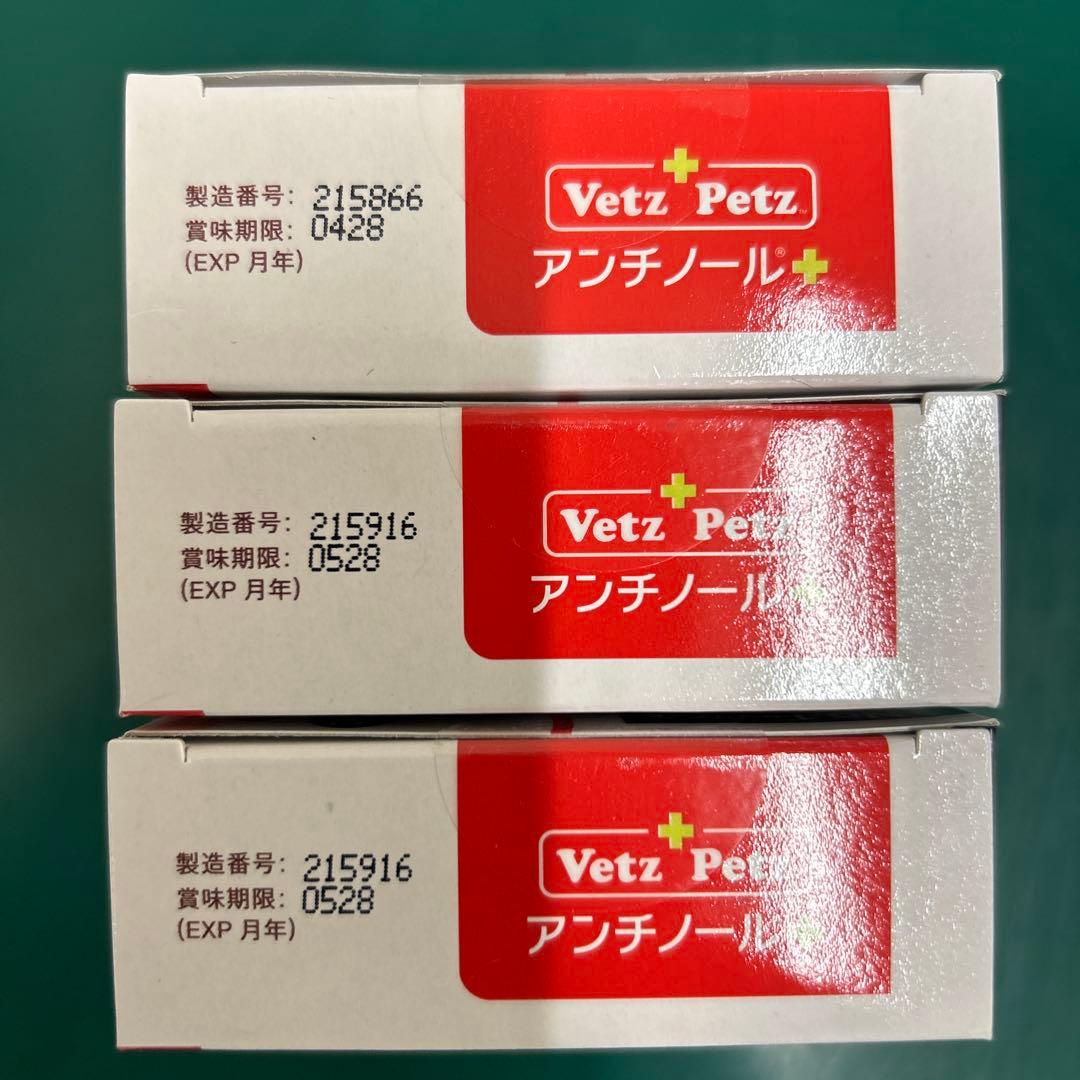 製造番号: 215866
賞味期限: 0428
(EXP 月年)
Vetz Petz™
アンチノール®+
製造番号: 215916
賞味期限: 0528
(EXP 月年)
Vetz Petz
アンチノール+
製造番号: 215916
賞味期限: 0528
(EXP 月年)
Vetz Petz
アンチノール+